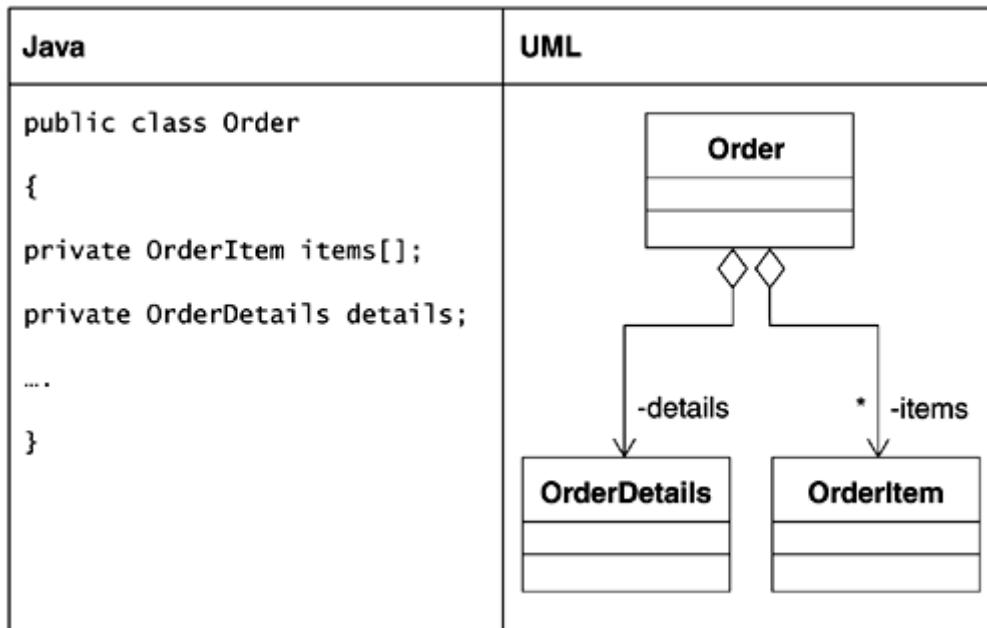 Java
UML
public class Order
{
private OrderItem items[];
private OrderDetails details;
….
}
Order
-details
* -items
OrderDetails
OrderItem